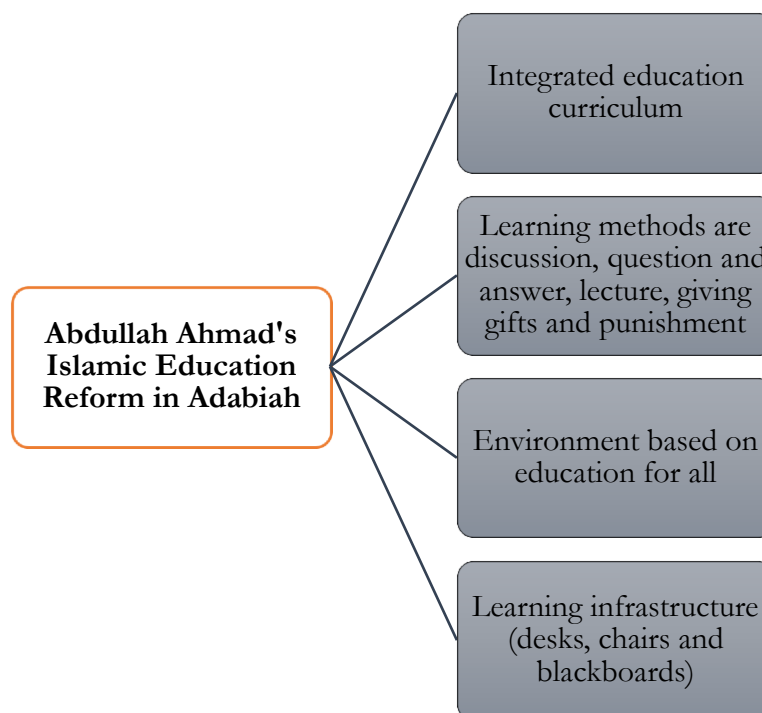 Integrated education
curriculum
Learning methods are
discussion, question and
answer, lecture, giving
gifts and punishment
Abdullah Ahmad's
Islamic Education
Reform in Adabiah
Environment based on
education for all
Learning infrastructure
(desks, chairs and
blackboards)